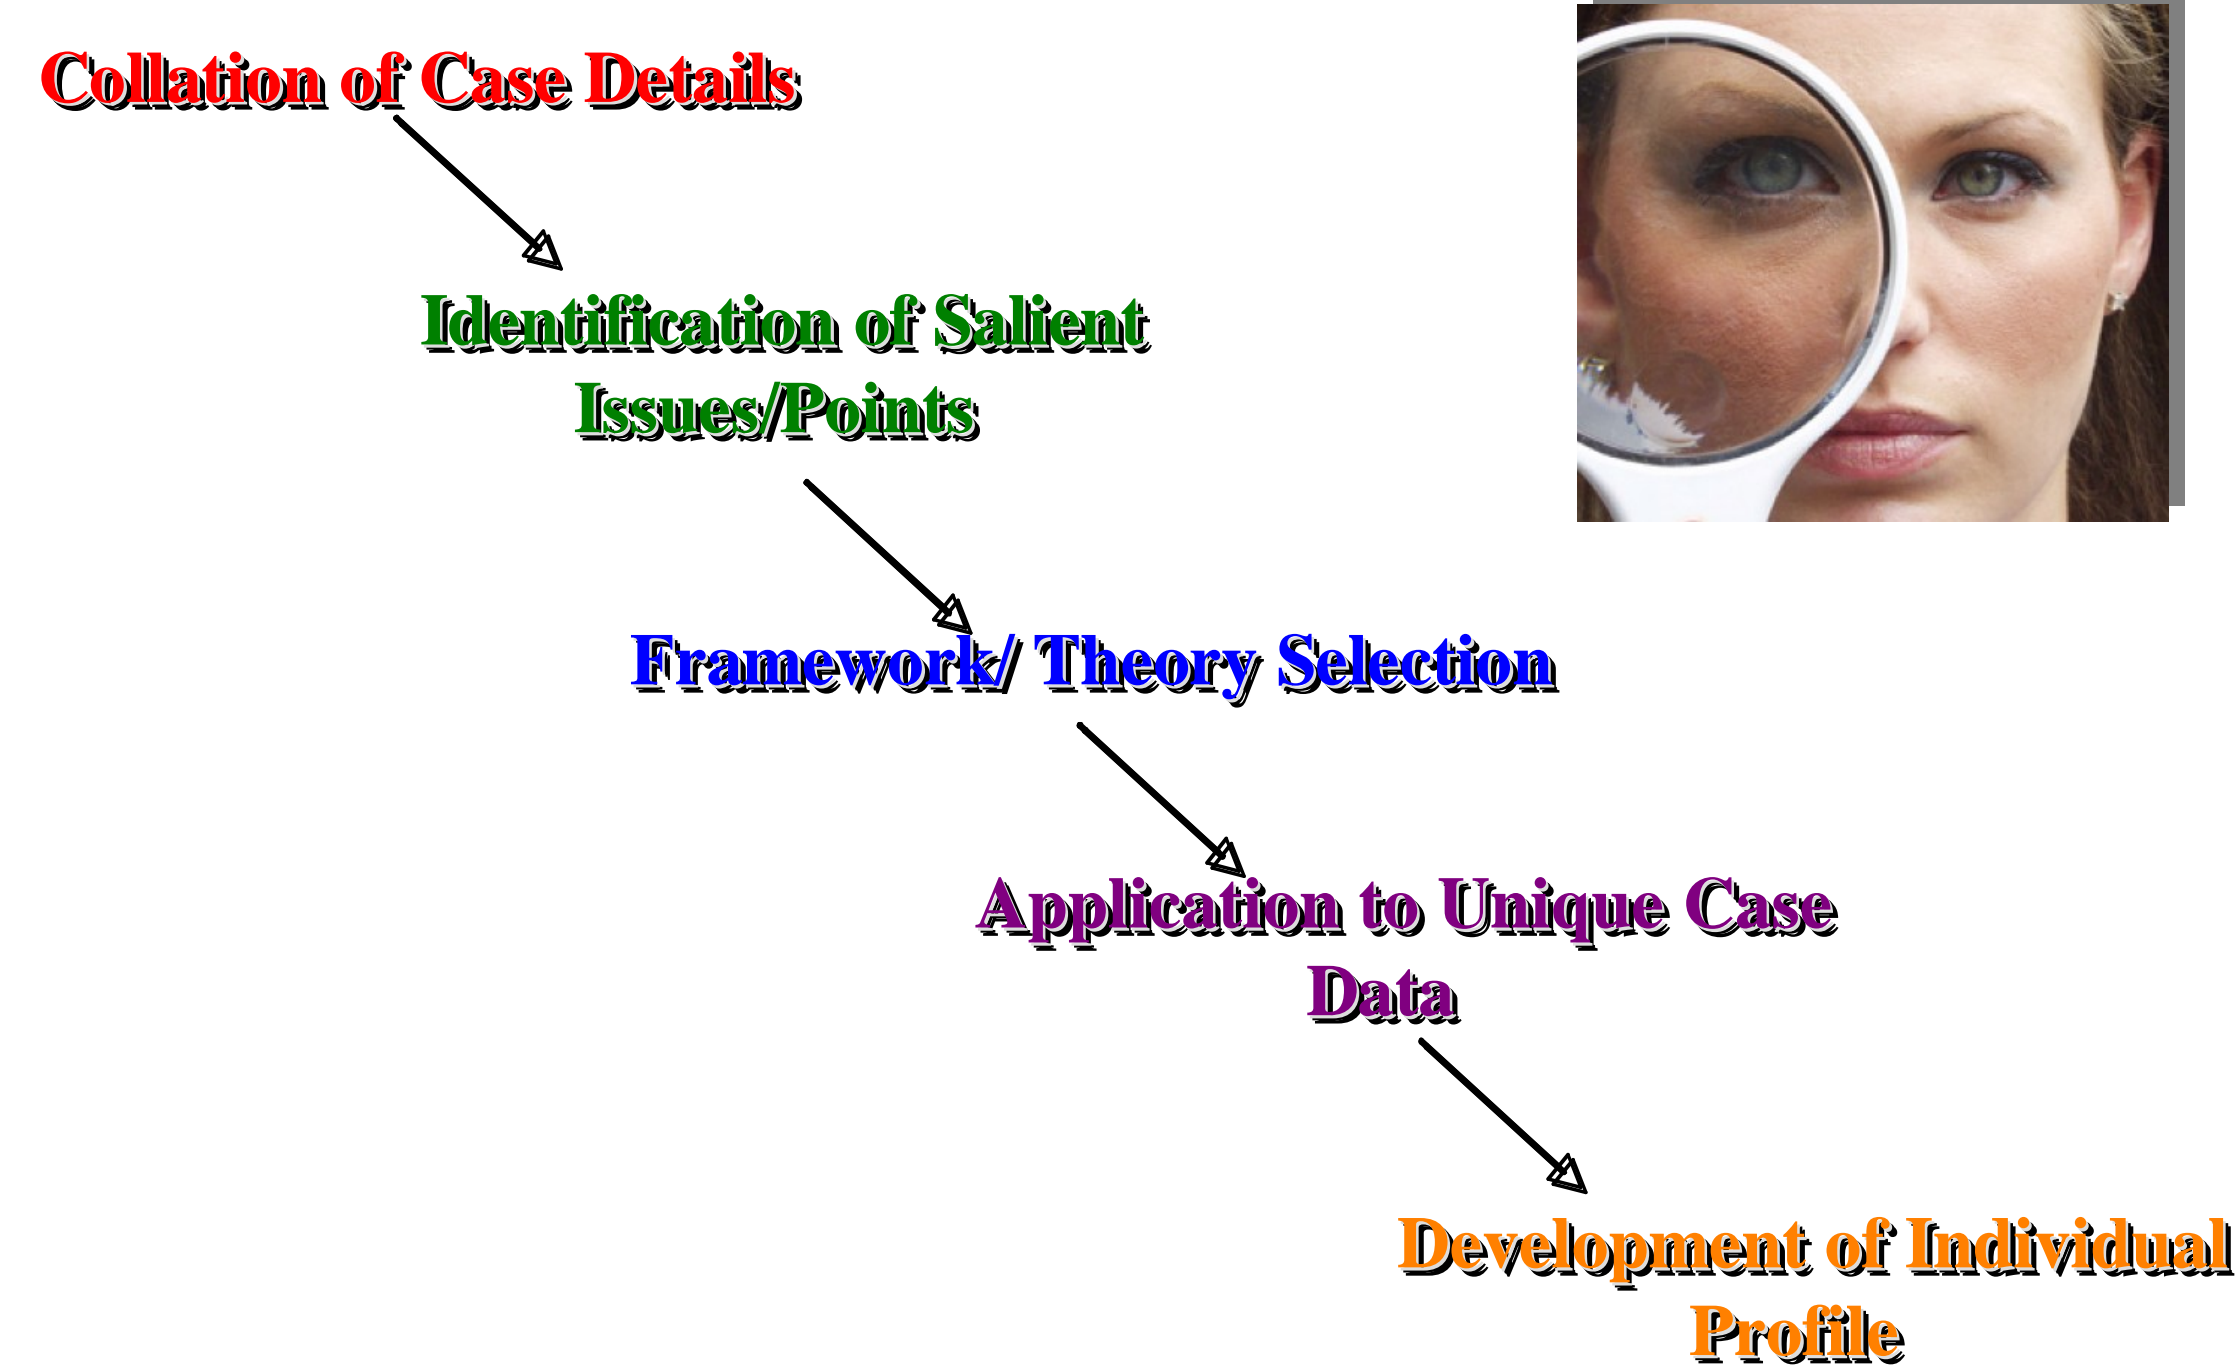 Collation of Case Details
Identification of Salient
Issues/Points
Framework/ Theory Selection
Application to Unique Case
Data
Development of Individual
Profile